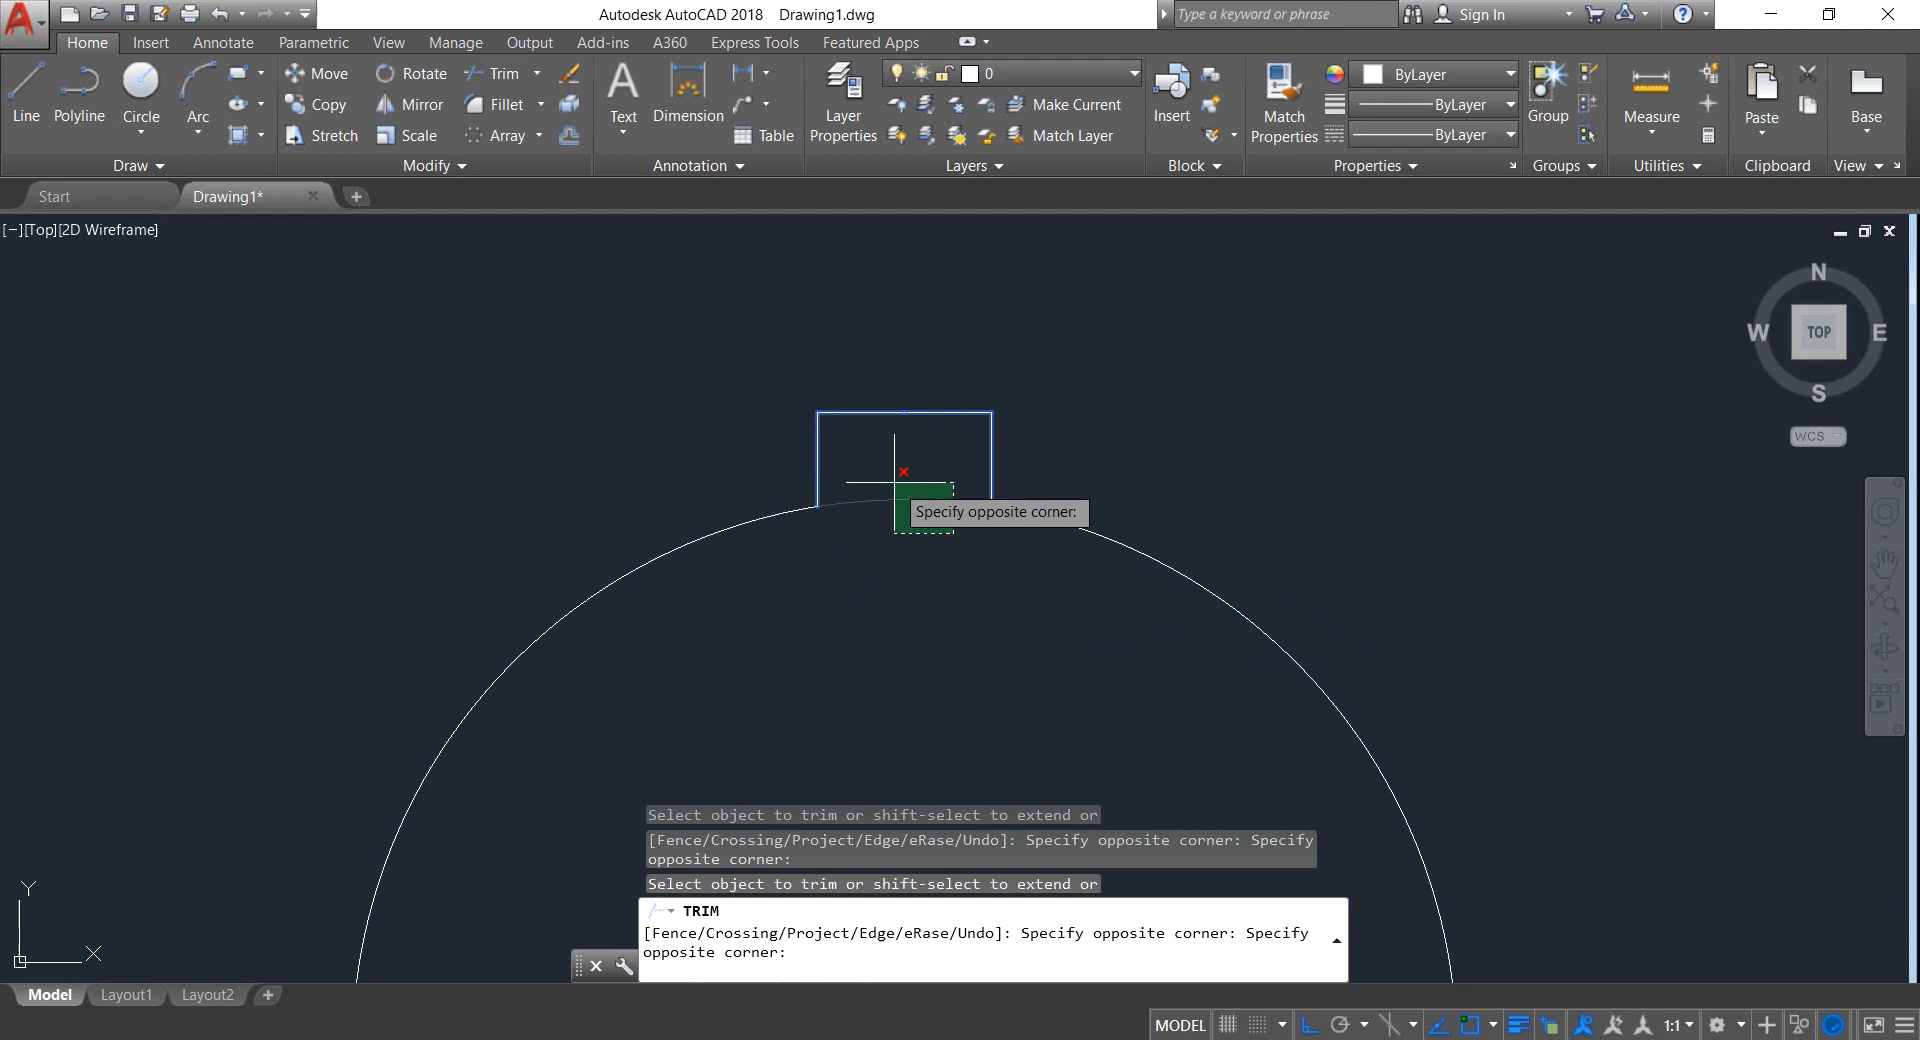 Autodesk AutoCAD 2018 Drawing1.dwg
Type a keyword or phrase
Sign In
Home Insert Annotate Parametric View Manage Output Add-ins A360 Express Tools Featured Apps
Line Polyline Circle Arc
Move Rotate Trim
Copy Mirror Fillet
Stretch Scale Array
Text Dimension
Table
Layer Properties
0
Make Current
Match Layer
Insert
Match Properties
ByLayer
ByLayer
ByLayer
Group
Measure
Paste
Base
Draw Modify Annotation Layers Block Properties Groups Utilities Clipboard View
Start Drawing1*
[−][Top][2D Wireframe]
N
W TOP E
S
WCS
Specify opposite corner:
Select object to trim or shift-select to extend or
[Fence/Crossing/Project/Edge/eRase/Undo]: Specify opposite corner: Specify
opposite corner:
Select object to trim or shift-select to extend or
TRIM
[Fence/Crossing/Project/Edge/eRase/Undo]: Specify opposite corner: Specify
opposite corner:
Y
X
Model Layout1 Layout2
MODEL 1:1